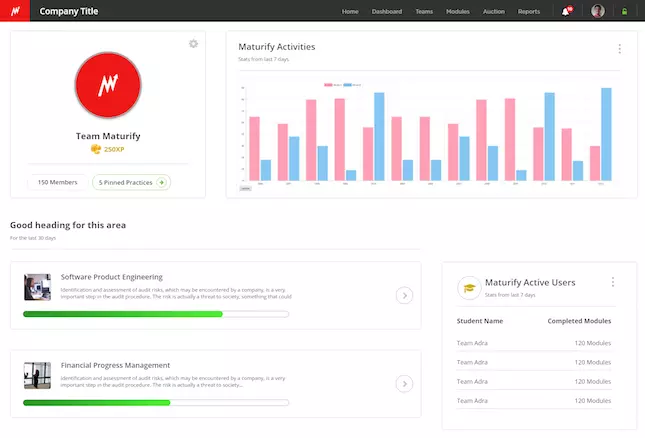 Company Title
Home Dashboard Teams Modules Auction Reports
Team Maturify
250XP
150 Members
5 Pinned Practices
Maturify Activities
Stats from last 7 days.
Good heading for this area
For the last 30 days
Software Product Engineering
Identification and assessment of audit risks, which may be encountered by a company, is a very
important step in the audit procedure. The risk is actually a threat to society, something that could
Financial Progress Management
Identification and assessment of audit risks, which may be encountered by a company, is a very
important step in the audit procedure. The risk is actually a threat to society...
Maturify Active Users
Stats from last 7 days
Student Name Completed Modules
Team Adra 120 Modules
Team Adra 120 Modules
Team Adra 120 Modules
Team Adra 120 Modules